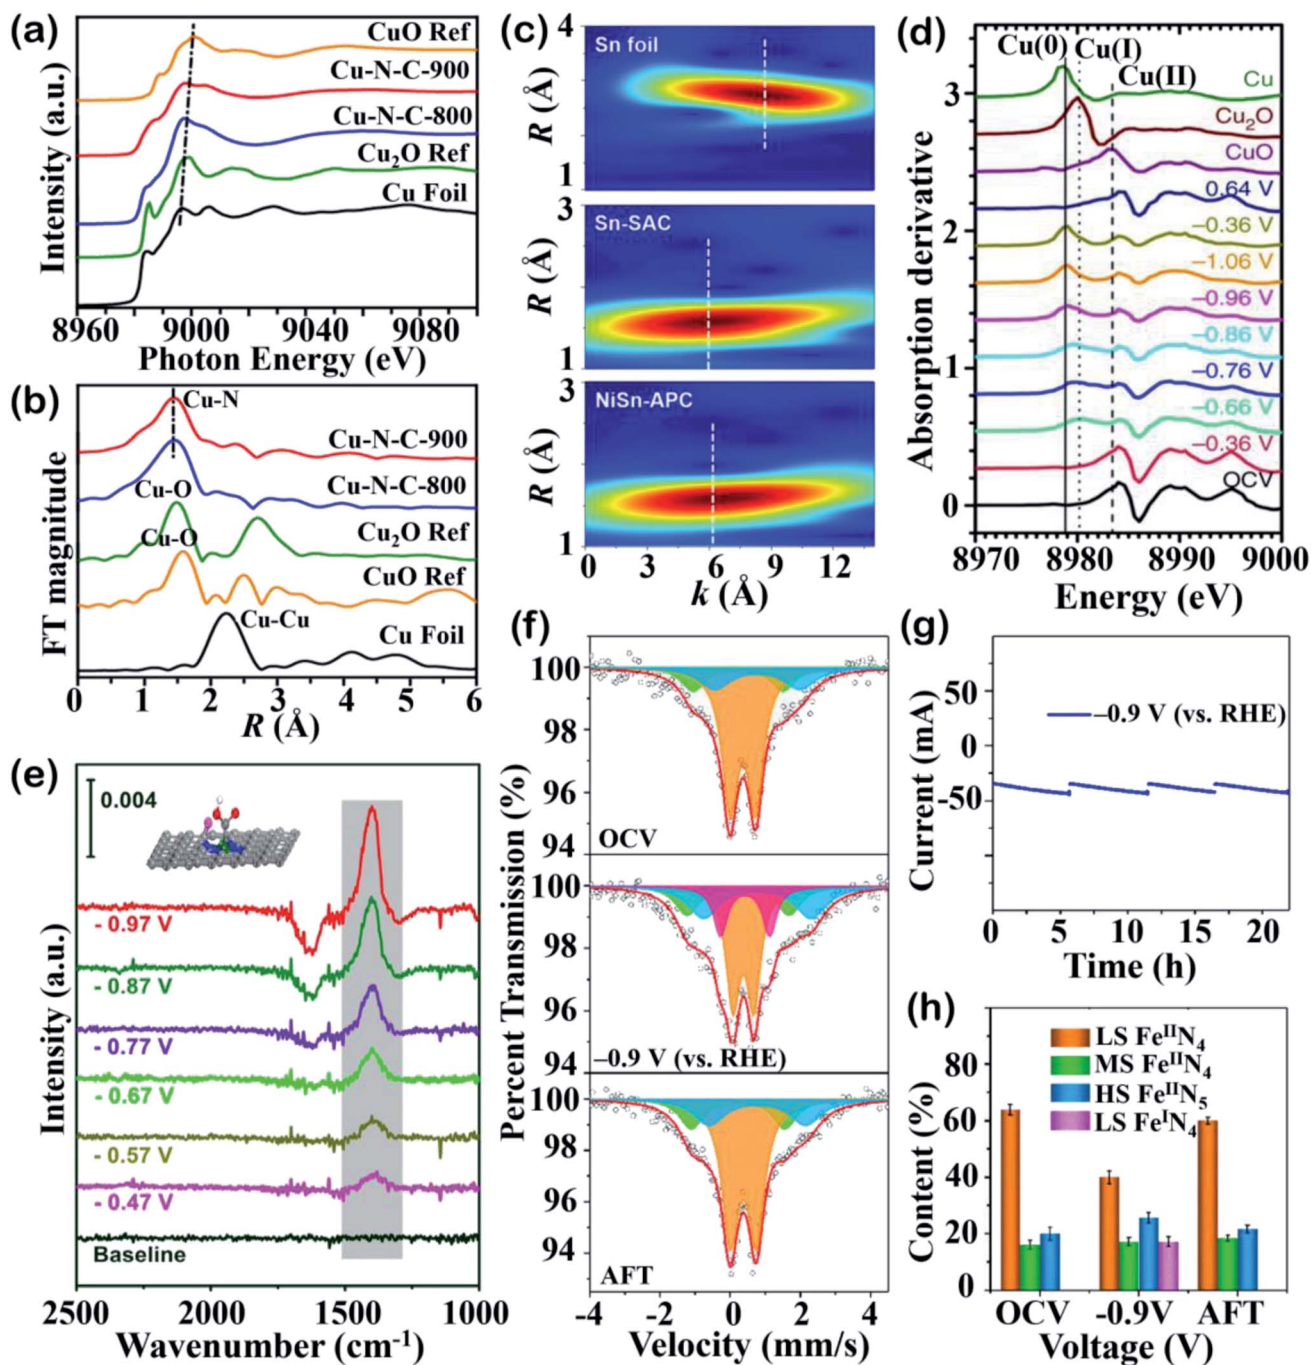 (a)
CuO Ref
Cu-N-C-900
Cu-N-C-800
Cu₂O Ref
Cu Foil
Intensity (a.u.)
8960 9000 9040 9080
Photon Energy (eV)
(b)
Cu-N
Cu-N-C-900
Cu-N-C-800
Cu-O
Cu₂O Ref
Cu-O
CuO Ref
Cu-Cu
Cu Foil
FT magnitude
0 1 2 3 4 5 6
R (Å)
(c)
4
Sn foil
R (Å)
1
3
Sn-SAC
R (Å)
1
3
NiSn-APC
R (Å)
1
0 3 6 9 12
k (Å)
(d)
Cu(0) Cu(I)
Cu(II)
Cu
Cu₂O
CuO
0.64 V
–0.36 V
–1.06 V
–0.96 V
–0.86 V
–0.76 V
–0.66 V
–0.36 V
OCV
Absorption derivative
3
2
1
0
8970 8980 8990 9000
Energy (eV)
(e)
0.004
- 0.97 V
- 0.87 V
- 0.77 V
- 0.67 V
- 0.57 V
- 0.47 V
Baseline
Intensity (a.u.)
2500 2000 1500 1000
Wavenumber (cm⁻¹)
(f)
100
98
96
94
OCV
100
98
96
94
–0.9 V (vs. RHE)
100
98
96
94
AFT
Percent Transmission (%)
-4 -2 0 2 4
Velocity (mm/s)
(g)
50
0
-50
–0.9 V (vs. RHE)
Current (mA)
0 5 10 15 20
Time (h)
(h)
LS FeᴵᴵN₄
MS FeᴵᴵN₄
HS FeᴵᴵN₅
LS FeᴵN₄
80
60
40
20
0
Content (%)
OCV -0.9V AFT
Voltage (V)